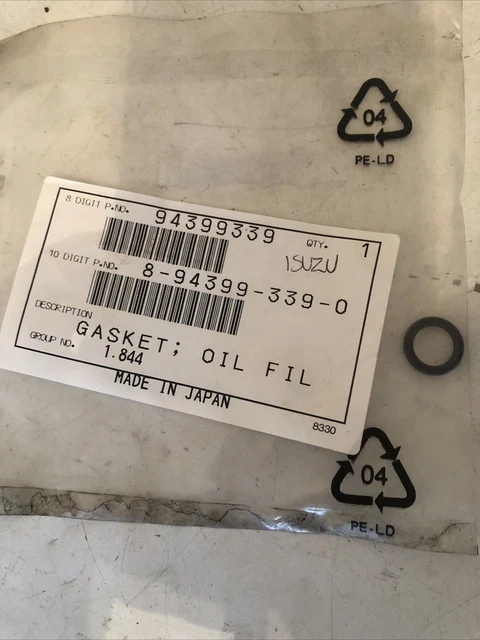 04
PE-LD
8 DIGIT P.NO. 94399339 QTY. 1
ISUZU
10 DIGIT P.NO. 8-94399-339-0
DESCRIPTION
GASKET; OIL FIL
GROUP NO. 1.844
MADE IN JAPAN
8330
04
PE-LD